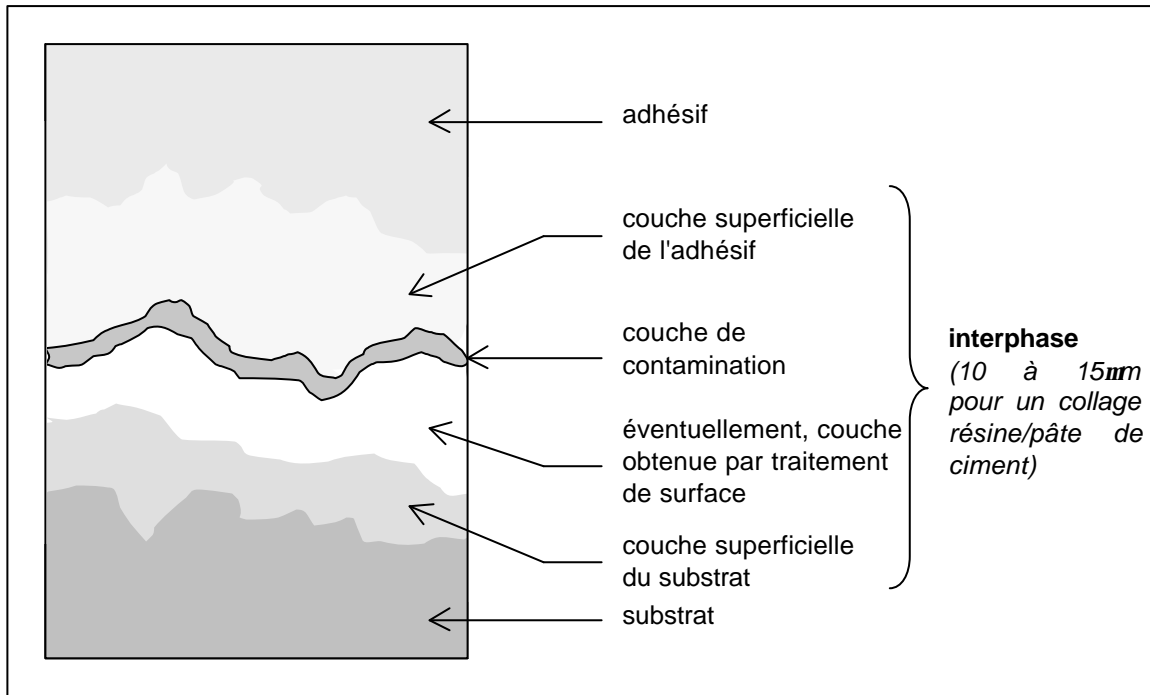 adhésif
couche superficielle
de l'adhésif
couche de
contamination
éventuellement, couche
obtenue par traitement
de surface
couche superficielle
du substrat
substrat
interphase
(10 à 15mm
pour un collage
résine/pâte de
ciment)